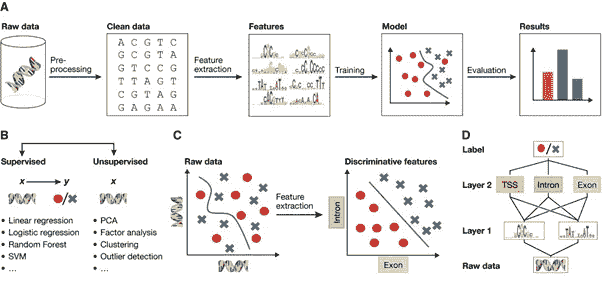 A
Raw data
Clean data
Features
Model
Results
Pre-
processing
A C G T C
G T A C A
G T C C G
T T A G T
C G T A G
G A G A A
Feature
extraction
Training
Evaluation
B
Supervised
Unsupervised
x
y
x
• Linear regression
• Logistic regression
• Random Forest
• SVM
• ...
• PCA
• Factor analysis
• Clustering
• Outlier detection
• ...
C
Raw data
Feature
extraction
Discriminative features
Intron
Exon
D
Label
Layer 2
TSS
Intron
Exon
Layer 1
Raw data